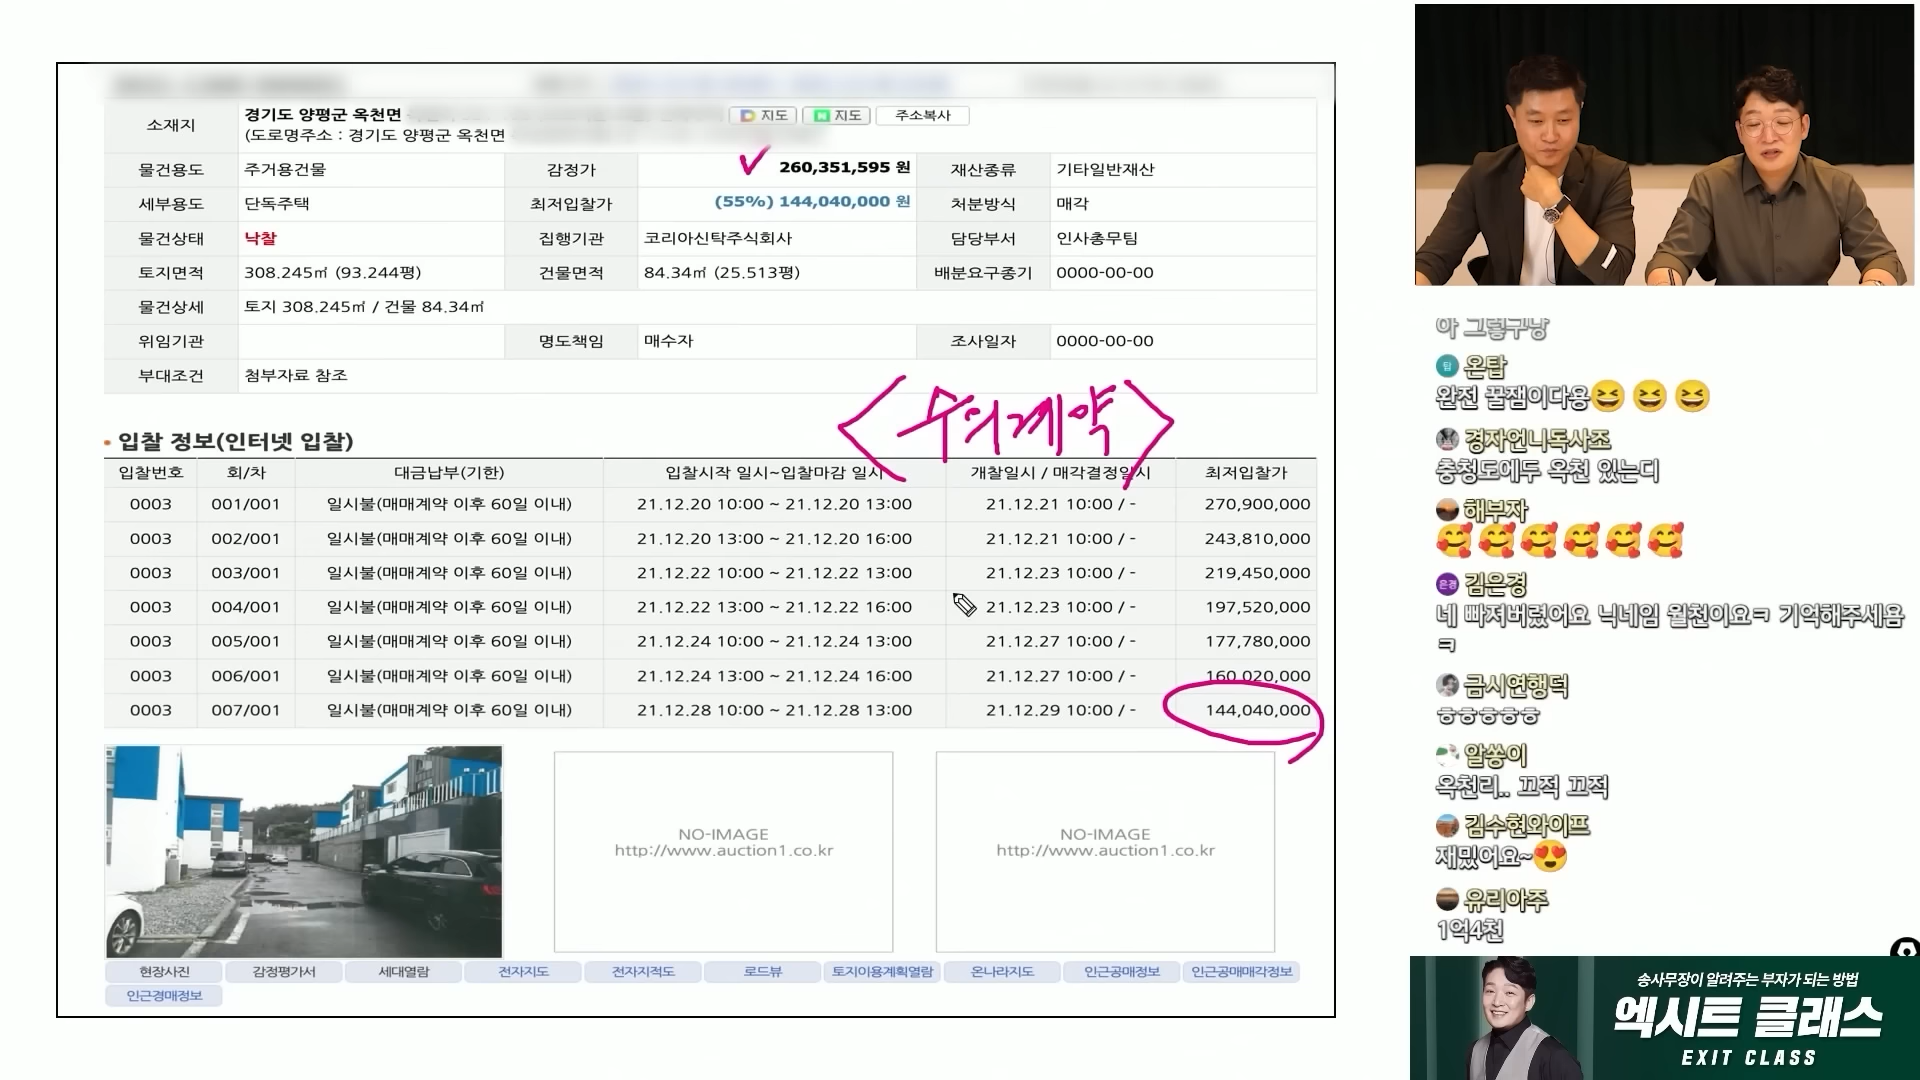 소재지 경기도 양평군 옥천면 지도 지도 주소복사
(도로명주소 : 경기도 양평군 옥천면
물건용도 주거용건물 감정가 260,351,595 원 재산종류 기타일반재산
세부용도 단독주택 최저입찰가 (55%) 144,040,000 원 처분방식 매각
물건상태 낙찰 집행기관 코리아신탁주식회사 담당부서 인사총무팀
토지면적 308.245㎡ (93.244평) 건물면적 84.34㎡ (25.513평) 배분요구종기 0000-00-00
물건상세 토지 308.245㎡ / 건물 84.34㎡
위임기관 명도책임 매수자 조사일자 0000-00-00
부대조건 첨부자료 참조
<수의계약>
입찰 정보(인터넷 입찰)
입찰번호 회/차 대금납부(기한) 입찰시작 일시~입찰마감 일시 개찰일시 / 매각결정일시 최저입찰가
0003 001/001 일시불(매매계약 이후 60일 이내) 21.12.20 10:00 ~ 21.12.20 13:00 21.12.21 10:00 / - 270,900,000
0003 002/001 일시불(매매계약 이후 60일 이내) 21.12.20 13:00 ~ 21.12.20 16:00 21.12.21 10:00 / - 243,810,000
0003 003/001 일시불(매매계약 이후 60일 이내) 21.12.22 10:00 ~ 21.12.22 13:00 21.12.23 10:00 / - 219,450,000
0003 004/001 일시불(매매계약 이후 60일 이내) 21.12.22 13:00 ~ 21.12.22 16:00 21.12.23 10:00 / - 197,520,000
0003 005/001 일시불(매매계약 이후 60일 이내) 21.12.24 10:00 ~ 21.12.24 13:00 21.12.27 10:00 / - 177,780,000
0003 006/001 일시불(매매계약 이후 60일 이내) 21.12.24 13:00 ~ 21.12.24 16:00 21.12.27 10:00 / - 160,020,000
0003 007/001 일시불(매매계약 이후 60일 이내) 21.12.28 10:00 ~ 21.12.28 13:00 21.12.29 10:00 / - 144,040,000
NO-IMAGE
http://www.auction1.co.kr
NO-IMAGE
http://www.auction1.co.kr
현장사진 감정평가서 세대열람 전자지도 전자지적도 로드뷰 토지이용계획열람 온나라지도 인근공매정보 인근공매매각정보
인근경매정보
아 그렇구낭
탑 온탑
완전 꿀잼이다용😆😆😆
경자언니독사조
충청도에두 옥천 있는디
해부자
🥰🥰🥰🥰🥰🥰
은경 김은경
네 빠져버렸어요 닉네임 월천이요ㅋ 기억해주세욤
ㅋ
금시연행덕
ㅎㅎㅎㅎㅎ
알쏭이
옥천리.. 끄적 끄적
김수현와이프
재밌어요~😍
유리아주
1억4천
송사무장이 알려주는 부자가 되는 방법
엑시트 클래스
EXIT CLASS